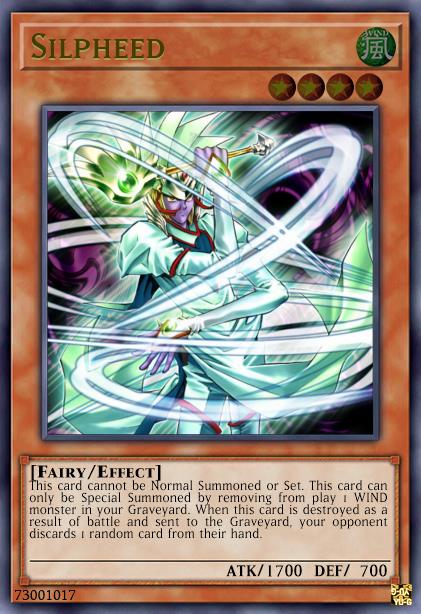 SILPHEED
WIND
風
[FAIRY/EFFECT]
This card cannot be Normal Summoned or Set. This card can
only be Special Summoned by removing from play 1 WIND
monster in your Graveyard. When this card is destroyed as a
result of battle and sent to the Graveyard, your opponent
discards 1 random card from their hand.
ATK/1700 DEF/ 700
73001017